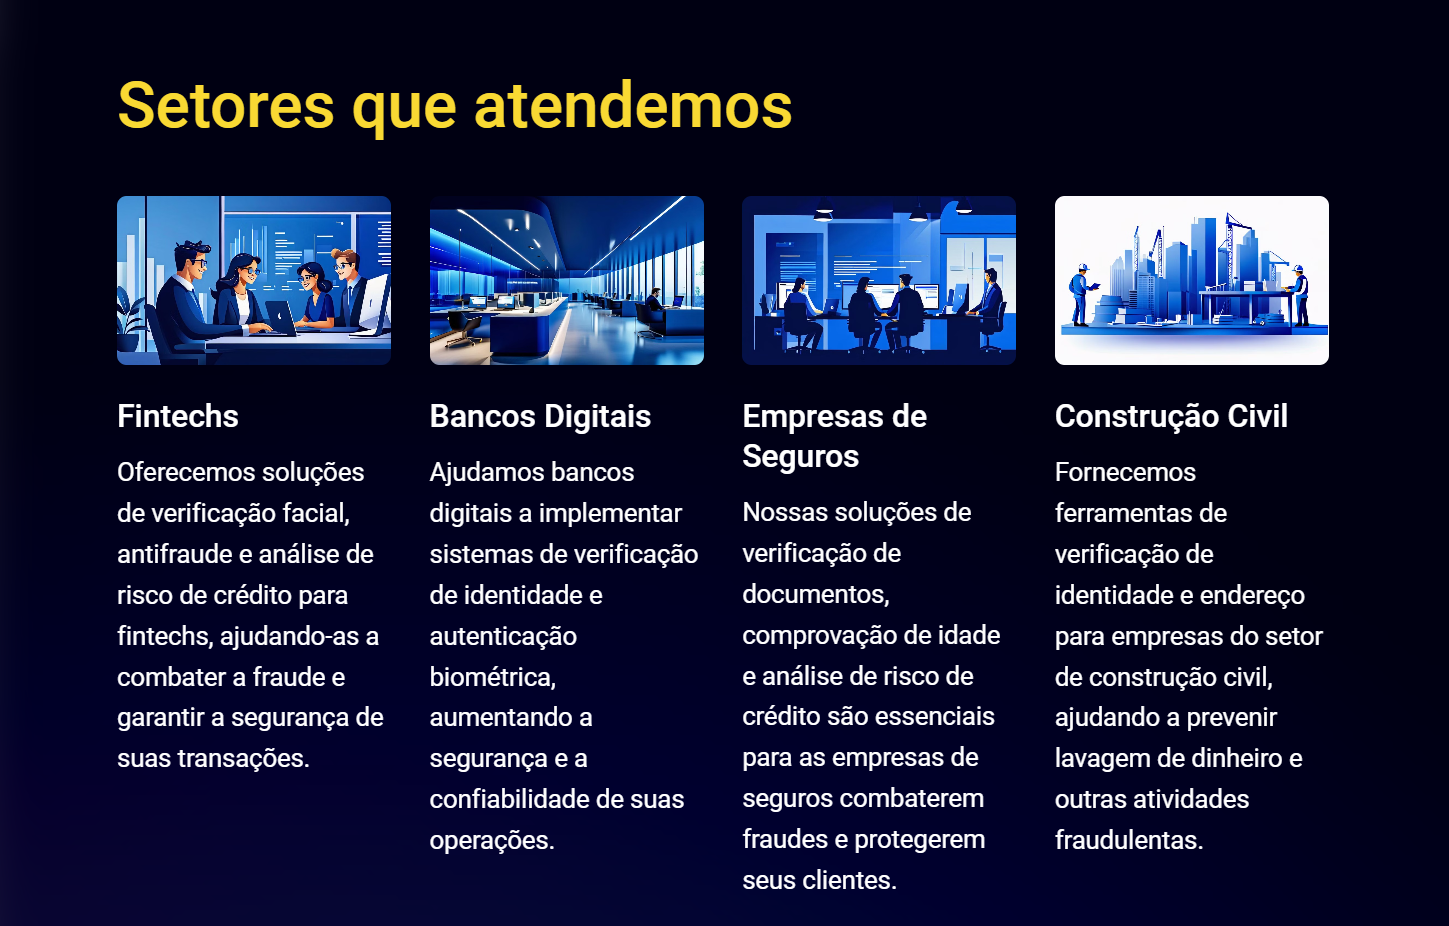 Setores que atendemos
Fintechs
Oferecemos soluções
de verificação facial,
antifraude e análise de
risco de crédito para
fintechs, ajudando-as a
combater a fraude e
garantir a segurança de
suas transações.
Bancos Digitais
Ajudamos bancos
digitais a implementar
sistemas de verificação
de identidade e
autenticação
biométrica,
aumentando a
segurança e a
confiabilidade de suas
operações.
Empresas de
Seguros
Nossas soluções de
verificação de
documentos,
comprovação de idade
e análise de risco de
crédito são essenciais
para as empresas de
seguros combaterem
fraudes e protegerem
seus clientes.
Construção Civil
Fornecemos
ferramentas de
verificação de
identidade e endereço
para empresas do setor
de construção civil,
ajudando a prevenir
lavagem de dinheiro e
outras atividades
fraudulentas.